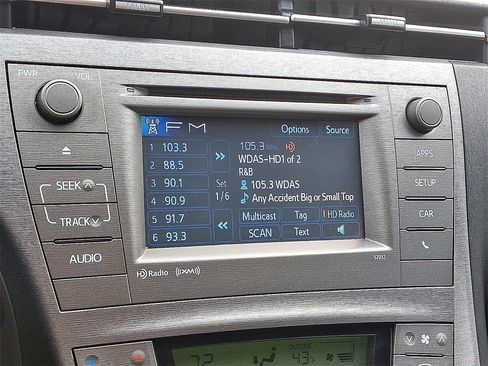 PWR VOL
FM Options Source
1 103.3
2 88.5
3 90.1
4 90.9
5 91.7
6 93.3
Set
1/6
105.3 MHz HD
WDAS-HD1 of 2
R&B
105.3 WDAS
Any Accident Big or Small Top
Multicast Tag HD Radio
SCAN Text
SEEK
TRACK
AUDIO
APPS
SETUP
CAR
HD Radio XM
57032
72 OUTSIDE 43°F